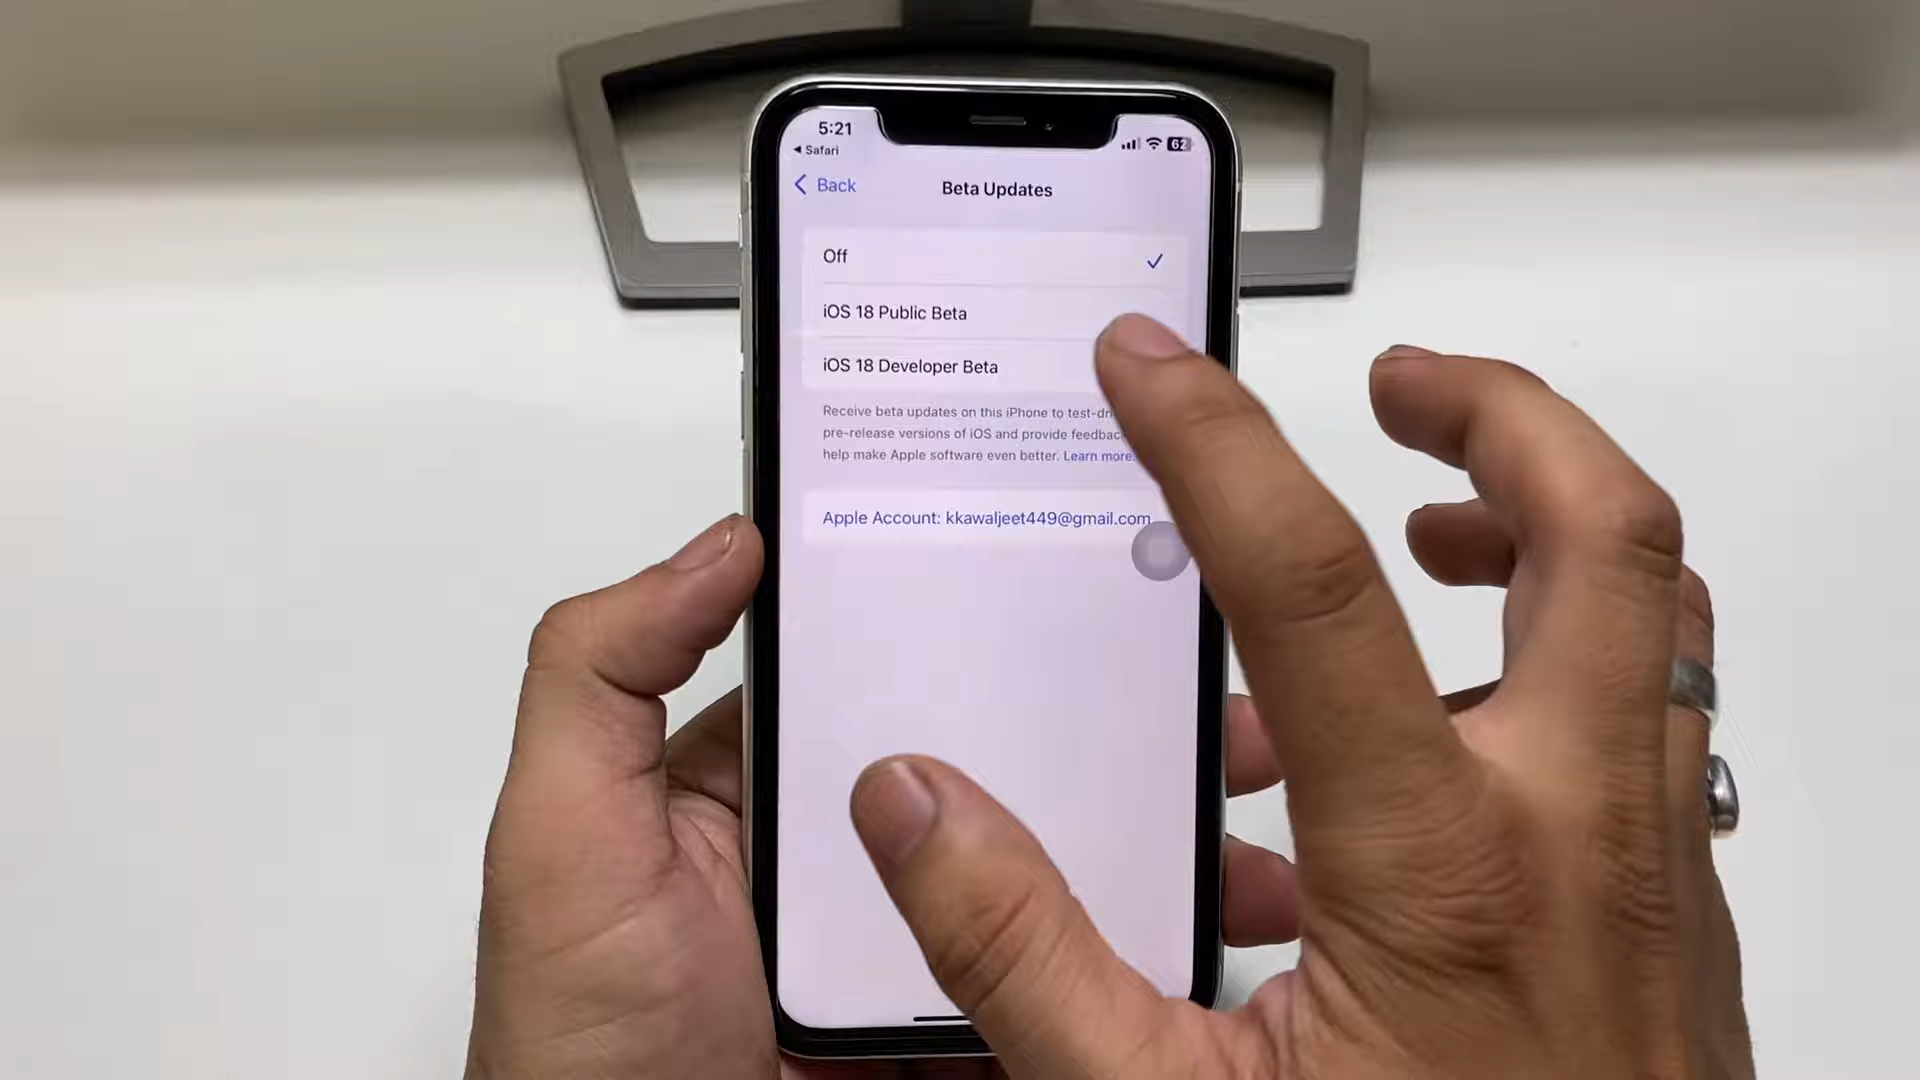 5:21
62
◀ Safari
Back
Beta Updates
Off
iOS 18 Public Beta
iOS 18 Developer Beta
Receive beta updates on this iPhone to test-dri
pre-release versions of iOS and provide feedbac
help make Apple software even better. Learn more.
Apple Account: kkawaljeet449@gmail.com